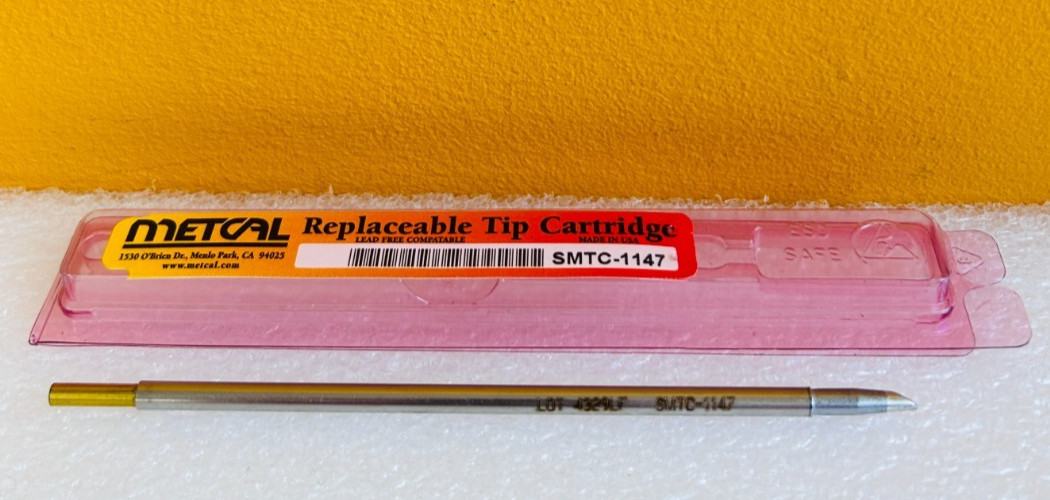 METCAL
1530 O'Brien Dr., Menlo Park, CA 94025
www.metcal.com
Replaceable Tip Cartridge
LEAD FREE COMPATABLE MADE IN USA
SMTC-1147
ESD
SAFE
LOT 4329LF SMTC-1147